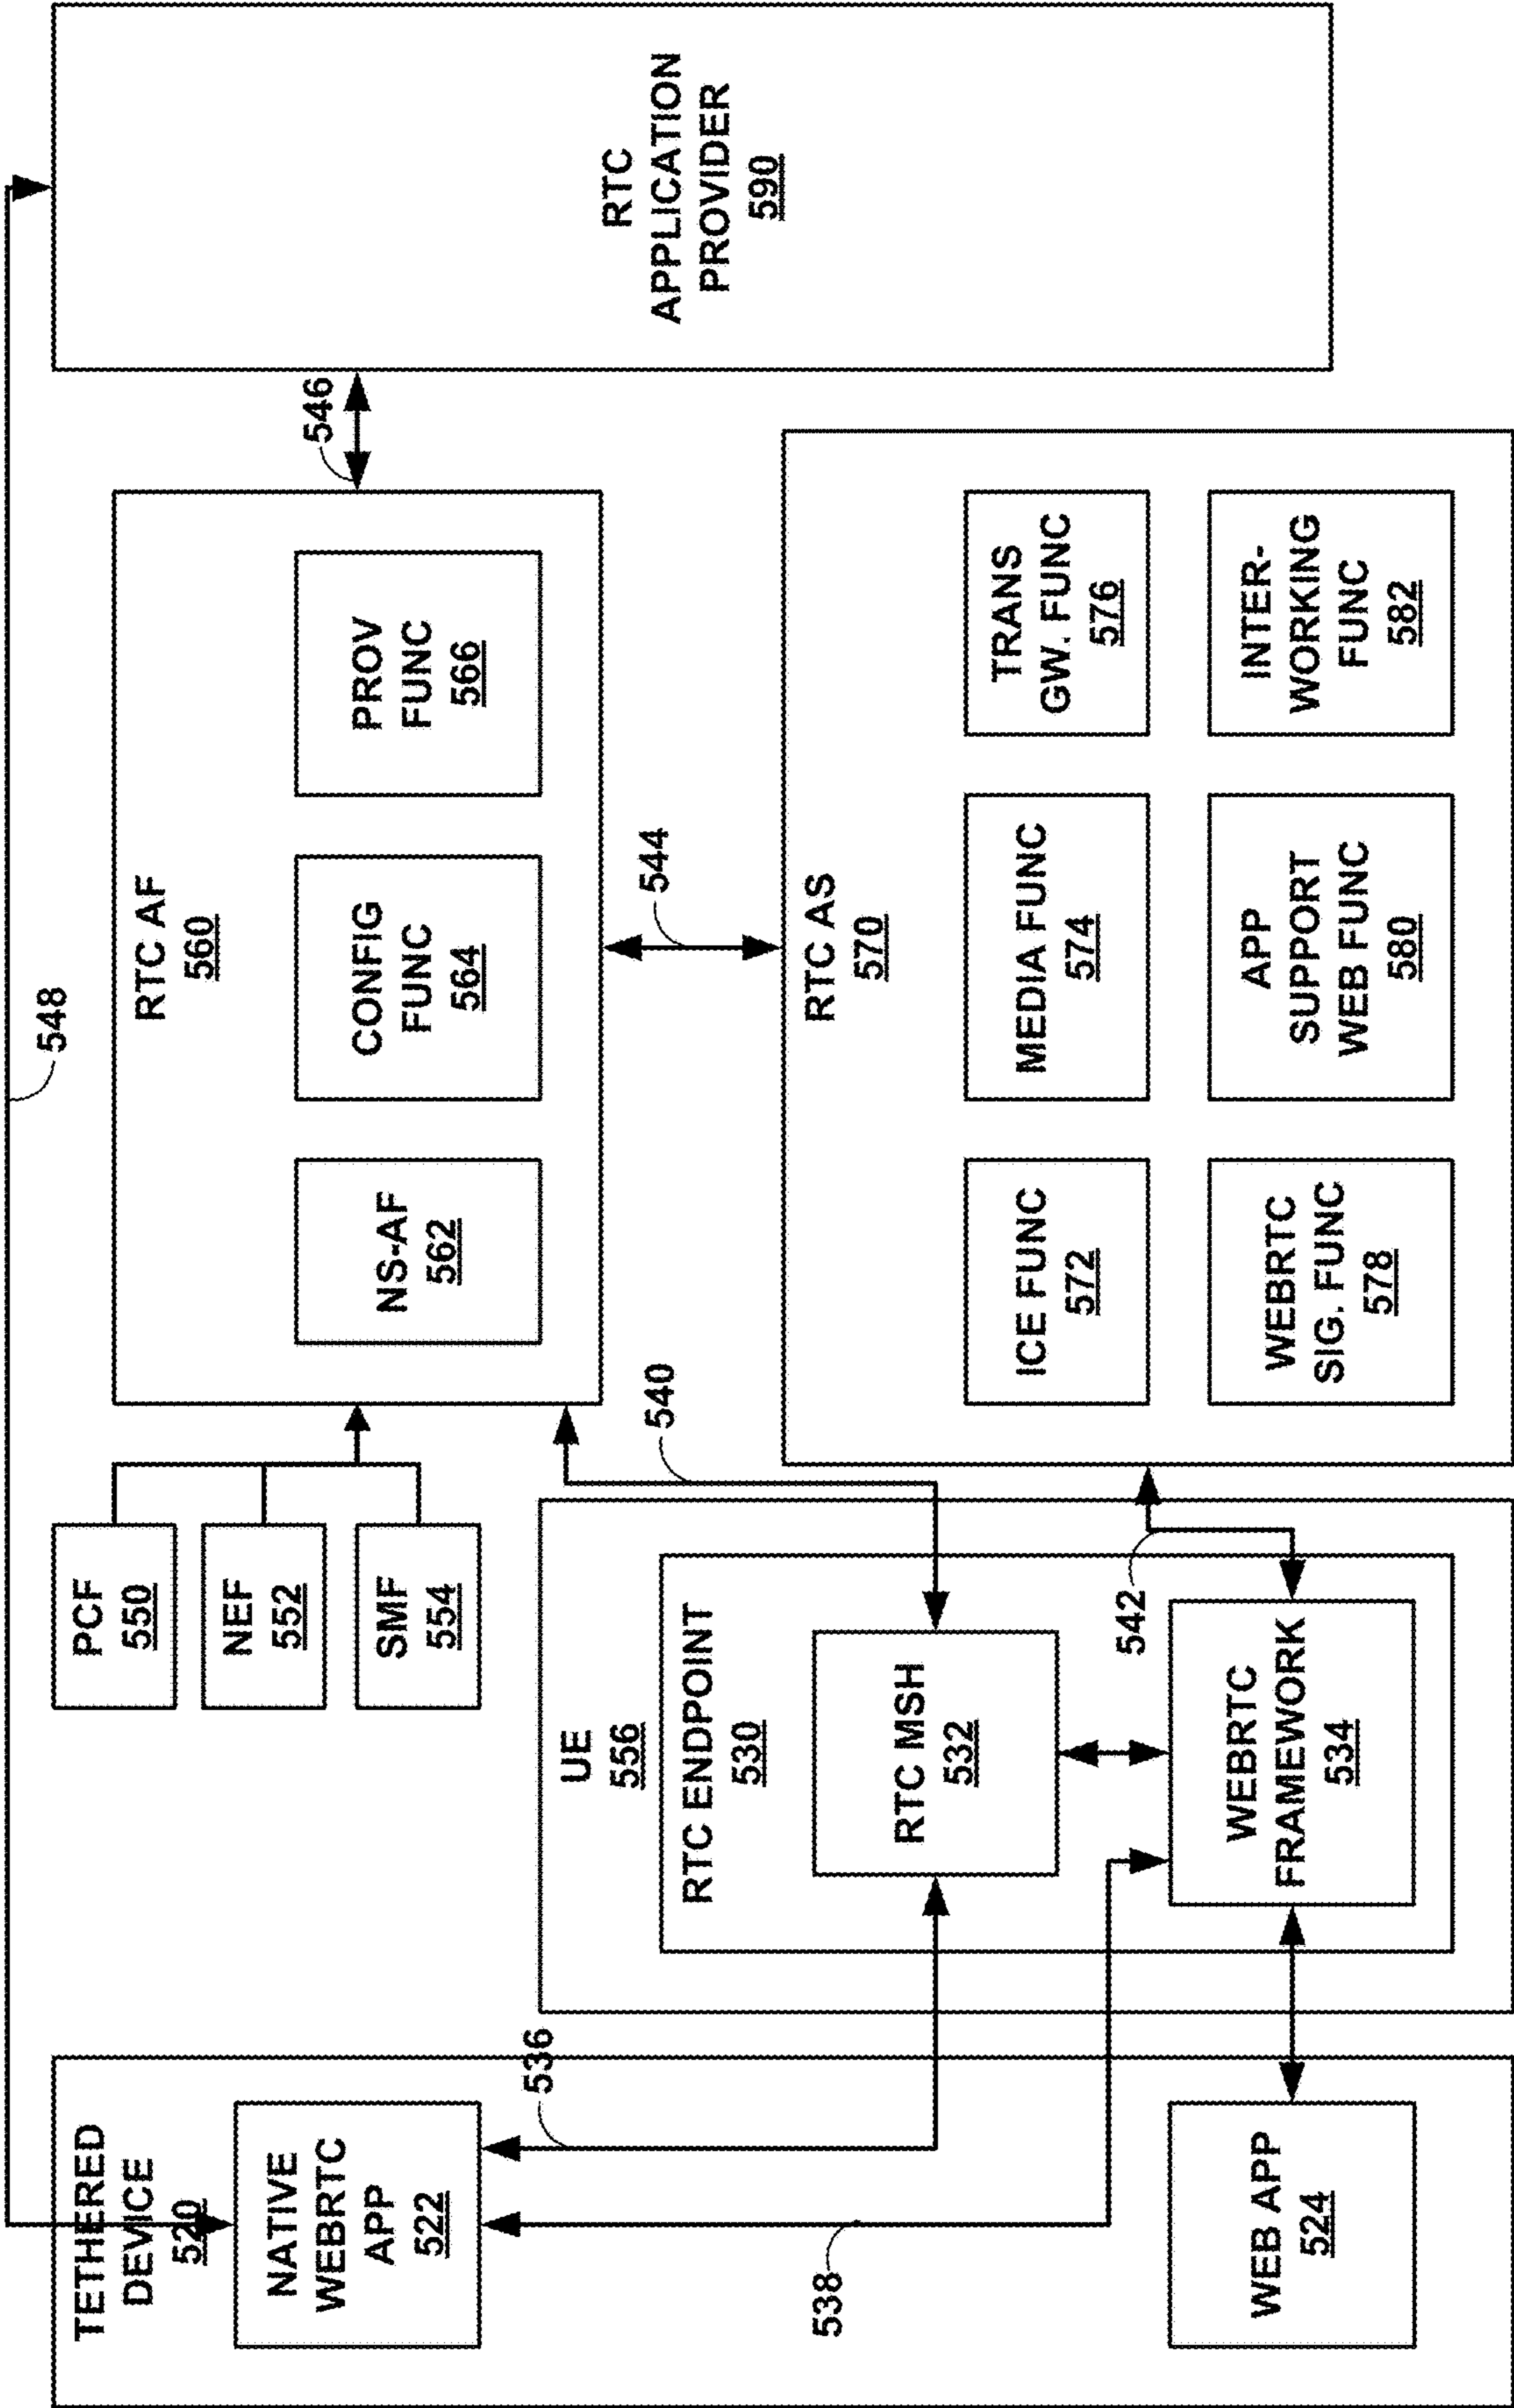 548
TETHERED
DEVICE
520
NATIVE
WEBRTC
APP
522
WEB APP
524
536
538
UE
556
RTC ENDPOINT
530
RTC MSH
532
WEBRTC
FRAMEWORK
534
PCF
550
NEF
552
SMF
554
540
542
RTC AF
560
NS-AF
562
CONFIG
FUNC
564
PROV
FUNC
566
544
546
RTC AS
570
ICE FUNC
572
MEDIA FUNC
574
TRANS
GW. FUNC
576
WEBRTC
SIG. FUNC
578
APP
SUPPORT
WEB FUNC
580
INTER-
WORKING
FUNC
582
RTC
APPLICATION
PROVIDER
590